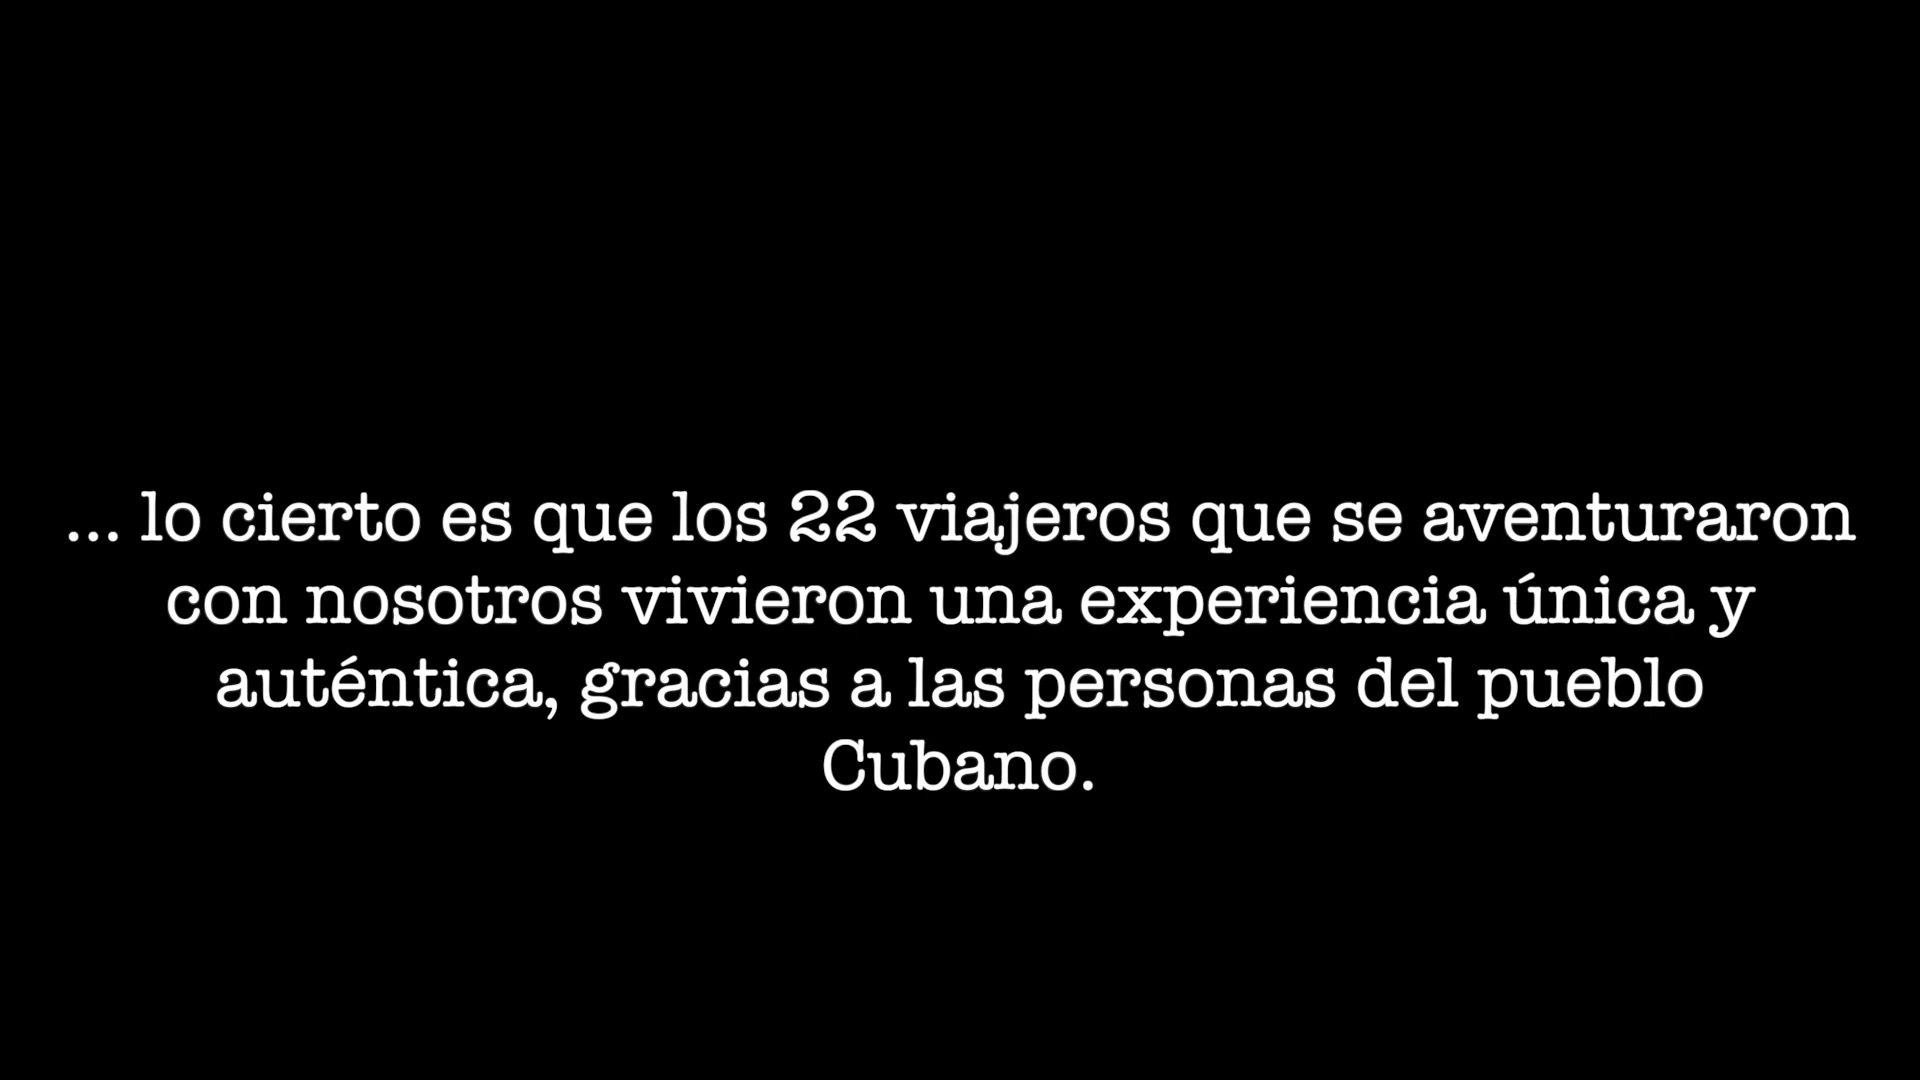 ... lo cierto es que los 22 viajeros que se aventuraron
con nosotros vivieron una experiencia única y
auténtica, gracias a las personas del pueblo
Cubano.